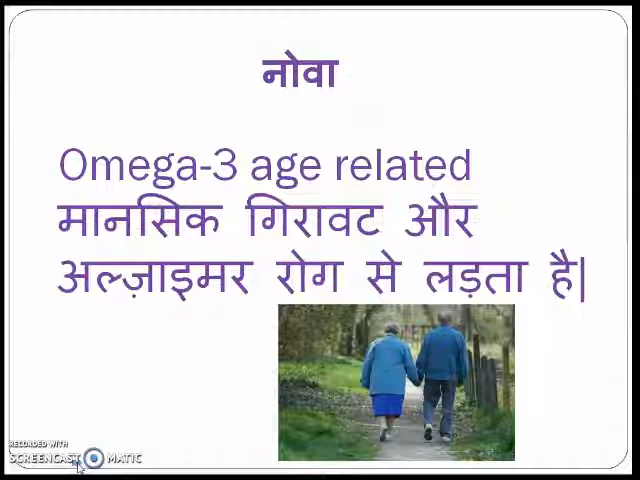 नोवा
Omega-3 age related
मानसिक गिरावट और
अल्ज़ाइमर रोग से लड़ता है|
RECORDED WITH
SCREENCAST MATIC